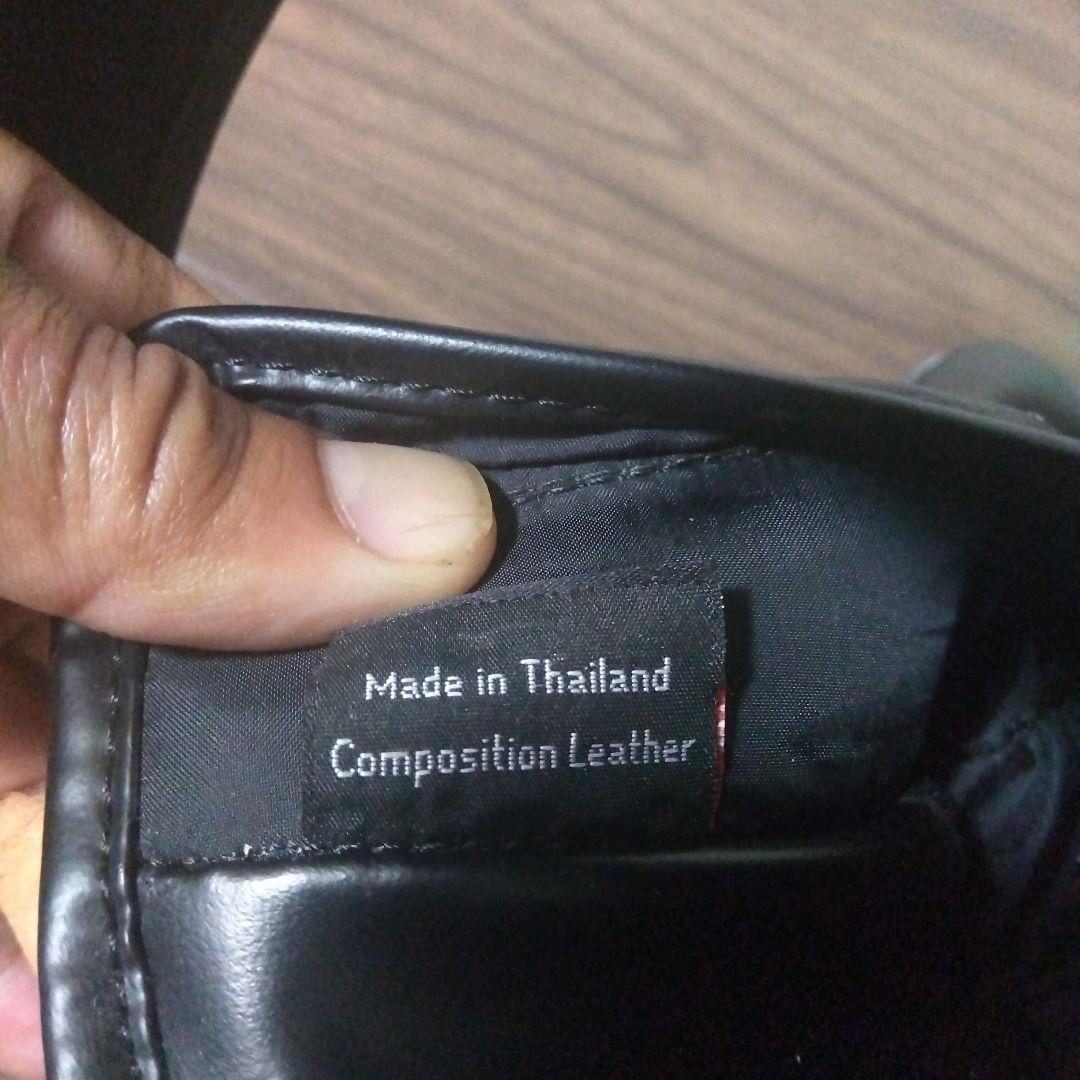 Made in Thailand
Composition Leather